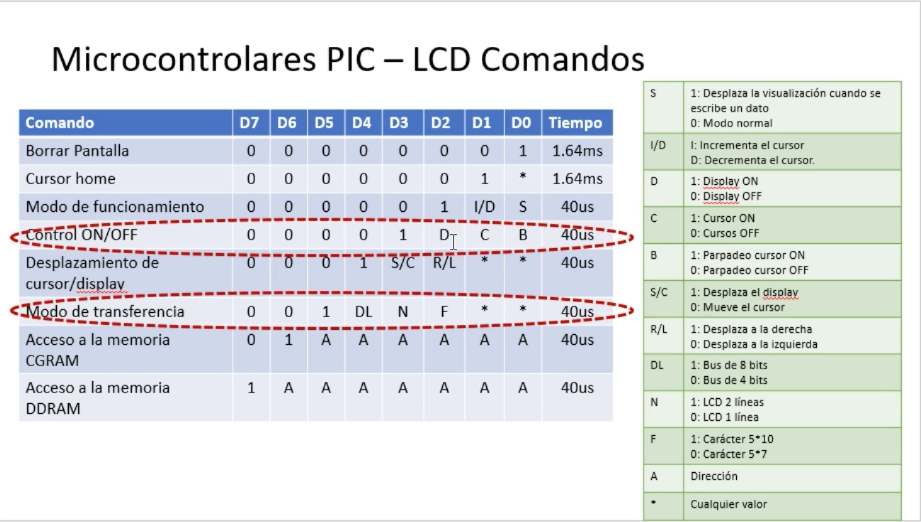 Microcontrolares PIC – LCD Comandos
Comando D7 D6 D5 D4 D3 D2 D1 D0 Tiempo
Borrar Pantalla 0 0 0 0 0 0 0 1 1.64ms
Cursor home 0 0 0 0 0 0 1 * 1.64ms
Modo de funcionamiento 0 0 0 0 0 1 I/D S 40us
Control ON/OFF 0 0 0 0 1 D C B 40us
Desplazamiento de 0 0 0 1 S/C R/L * * 40us
cursor/display
Modo de transferencia 0 0 1 DL N F * * 40us
Acceso a la memoria 0 1 A A A A A A 40us
CGRAM
Acceso a la memoria 1 A A A A A A A 40us
DDRAM
S 1: Desplaza la visualización cuando se
escribe un dato
0: Modo normal
I/D I: Incrementa el cursor
D: Decrementa el cursor.
D 1: Display ON
0: Display OFF
C 1: Cursor ON
0: Cursos OFF
B 1: Parpadeo cursor ON
0: Parpadeo cursor OFF
S/C 1: Desplaza el display
0: Mueve el cursor
R/L 1: Desplaza a la derecha
0: Desplaza a la izquierda
DL 1: Bus de 8 bits
0: Bus de 4 bits
N 1: LCD 2 líneas
0: LCD 1 línea
F 1: Carácter 5*10
0: Carácter 5*7
A Dirección
* Cualquier valor